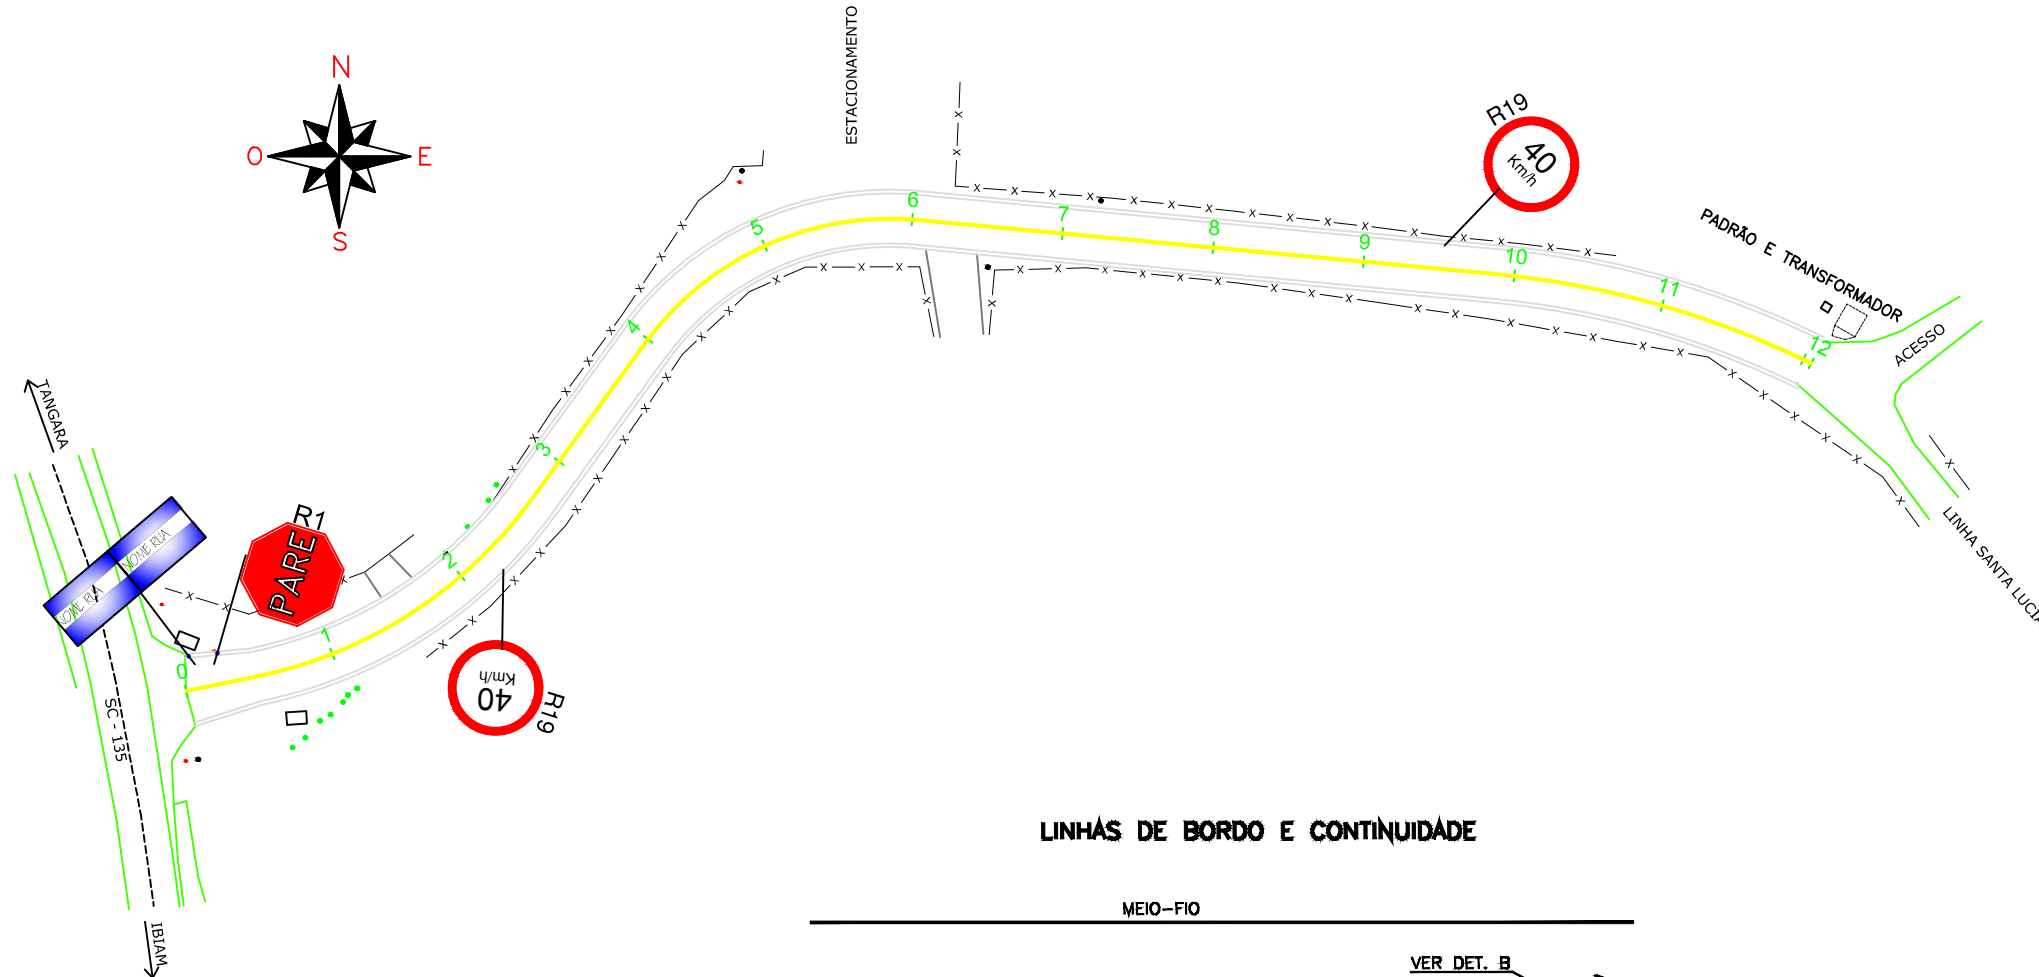 N
O
E
S
ESTACIONAMENTO
R19
40
Km/h
PADRÃO E TRANSFORMADOR
ACESSO
LINHA SANTA LUCIA
0
1
2
3
4
5
6
7
8
9
10
11
12
TANGARA
NOME RUA
NOME RUA
R1
PARE
40
Km/h
R19
SC - 135
IBIAM
LINHAS DE BORDO E CONTINUIDADE
MEIO-FIO
VER DET. B